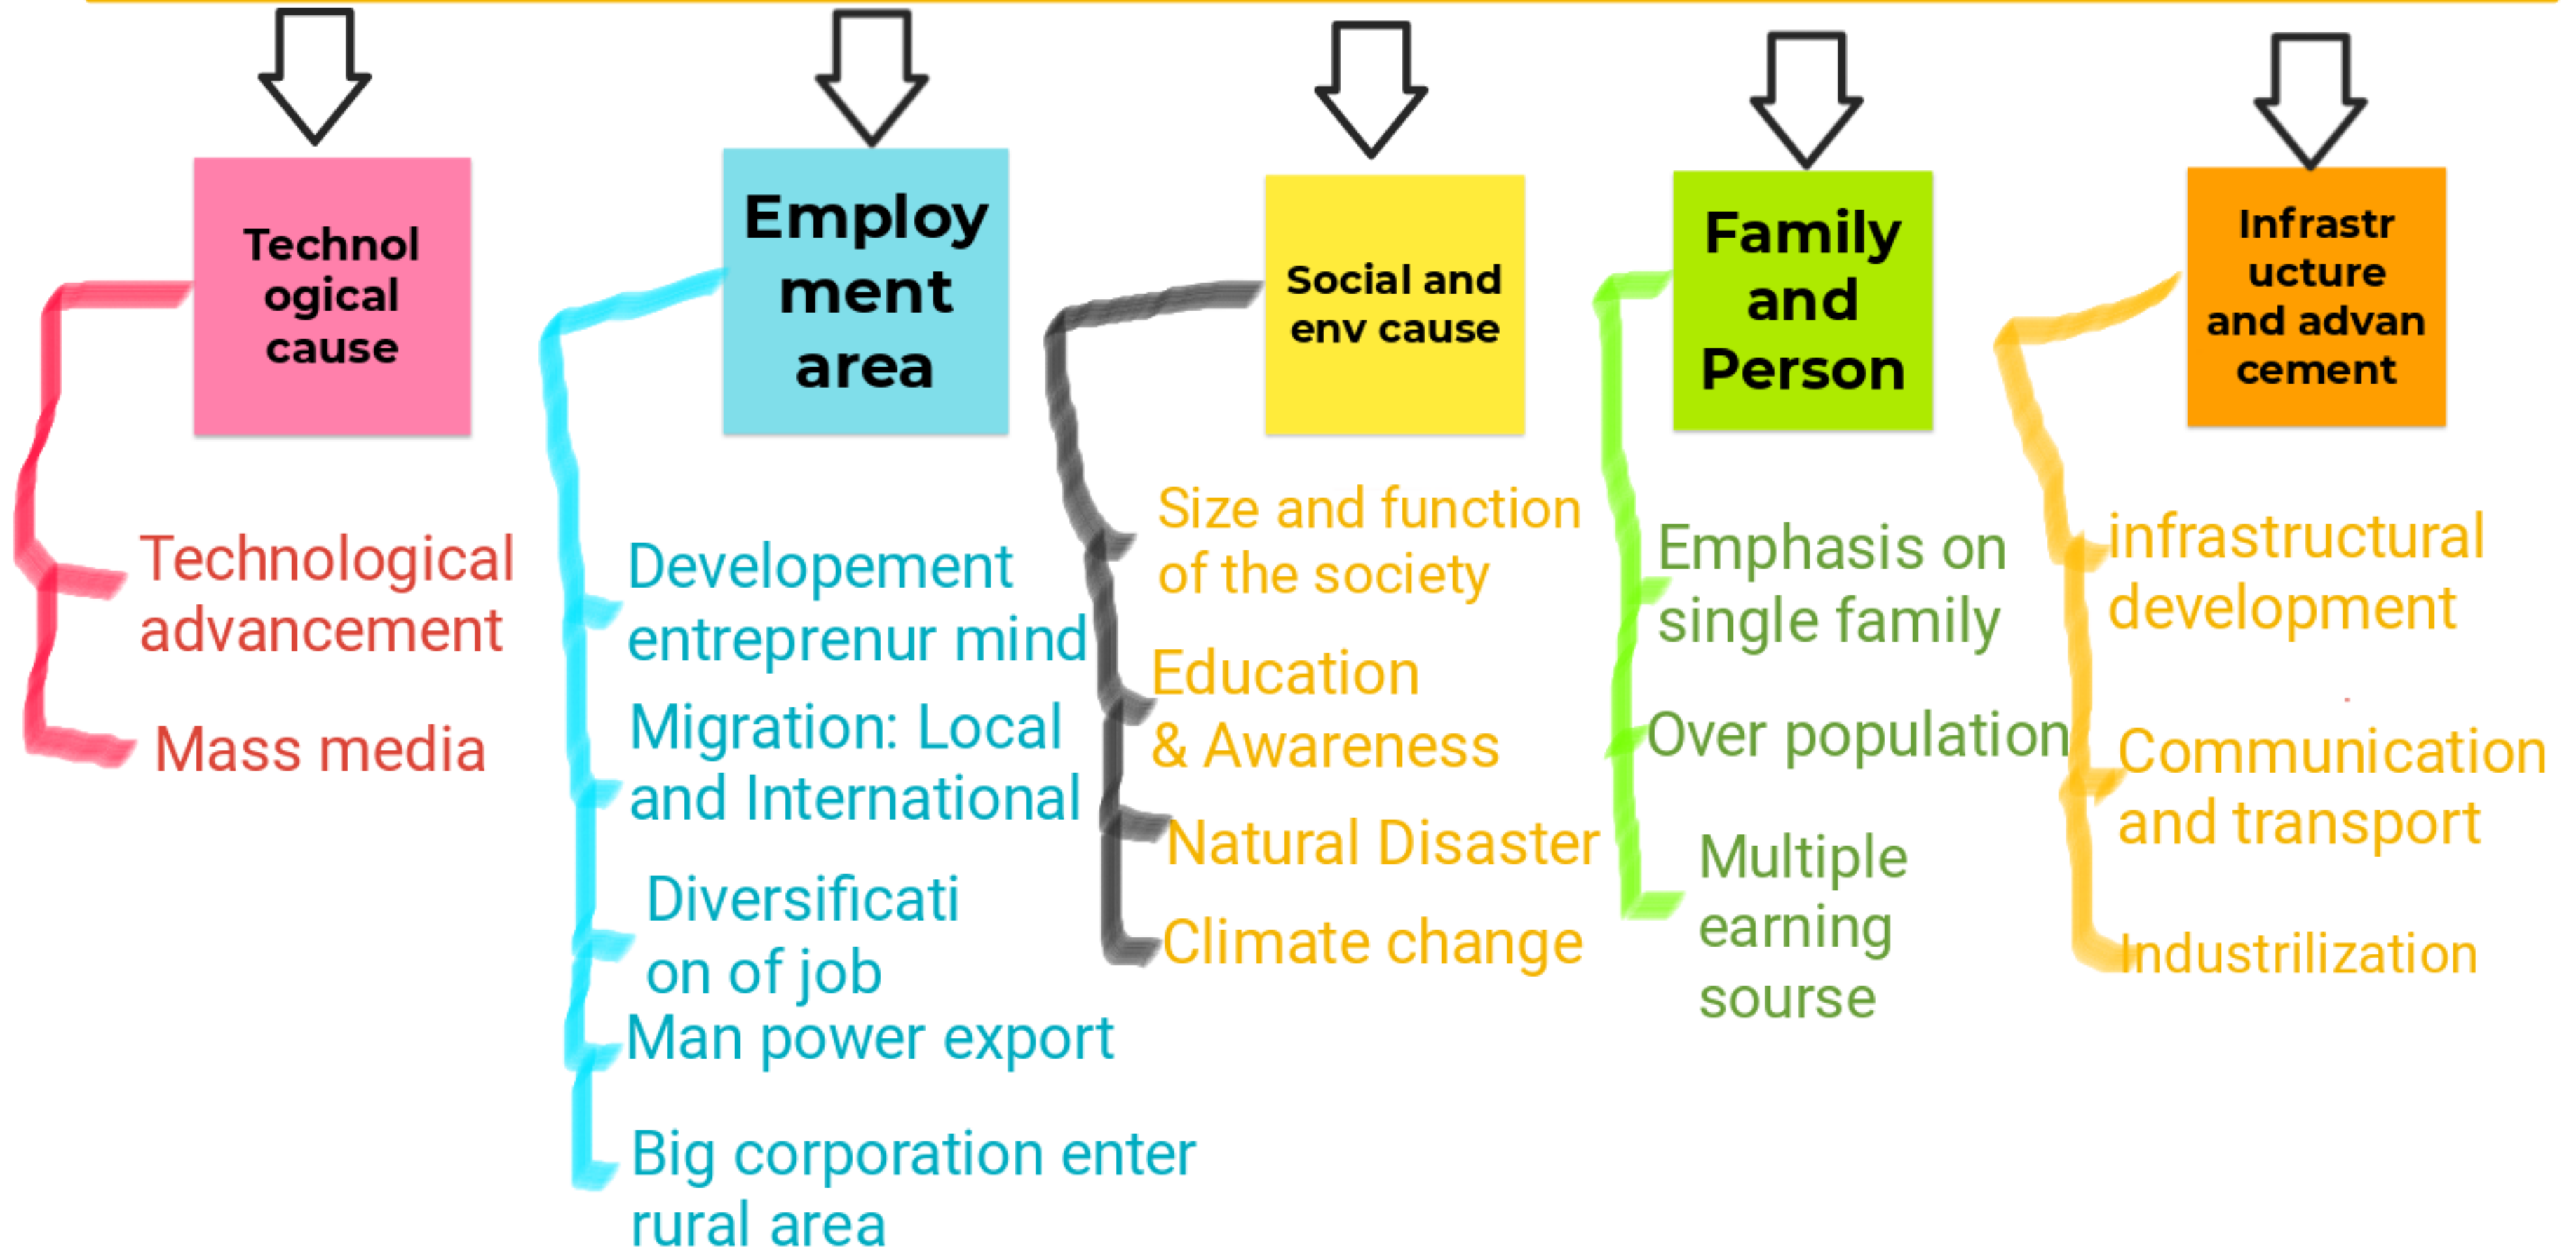 Technol
ogical
cause
Technological
advancement
Mass media
Employ
ment
area
Developement
entreprenur mind
Migration: Local
and International
Diversificati
on of job
Man power export
Big corporation enter
rural area
Social and
env cause
Size and function
of the society
Education
& Awareness
Natural Disaster
Climate change
Family
and
Person
Emphasis on
single family
Over population
Multiple
earning
sourse
Infrastr
ucture
and advan
cement
infrastructural
development
Communication
and transport
Industrilization